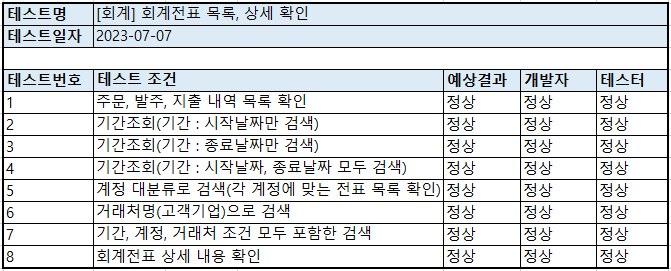 테스트명 [회계] 회계전표 목록, 상세 확인
테스트일자 2023-07-07
테스트번호 테스트 조건 예상결과 개발자 테스터
1 주문, 발주, 지출 내역 목록 확인 정상 정상 정상
2 기간조회(기간 : 시작날짜만 검색) 정상 정상 정상
3 기간조회(기간 : 종료날짜만 검색) 정상 정상 정상
4 기간조회(기간 : 시작날짜, 종료날짜 모두 검색) 정상 정상 정상
5 계정 대분류로 검색(각 계정에 맞는 전표 목록 확인) 정상 정상 정상
6 거래처명(고객기업)으로 검색 정상 정상 정상
7 기간, 계정, 거래처 조건 모두 포함한 검색 정상 정상 정상
8 회계전표 상세 내용 확인 정상 정상 정상